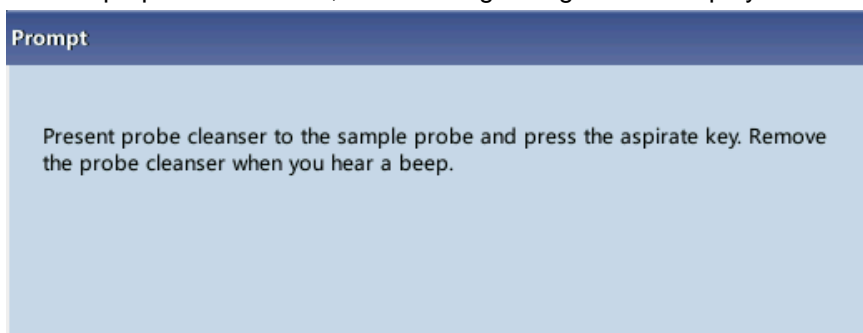 Prompt
Present probe cleanser to the sample probe and press the aspirate key. Remove
the probe cleanser when you hear a beep.